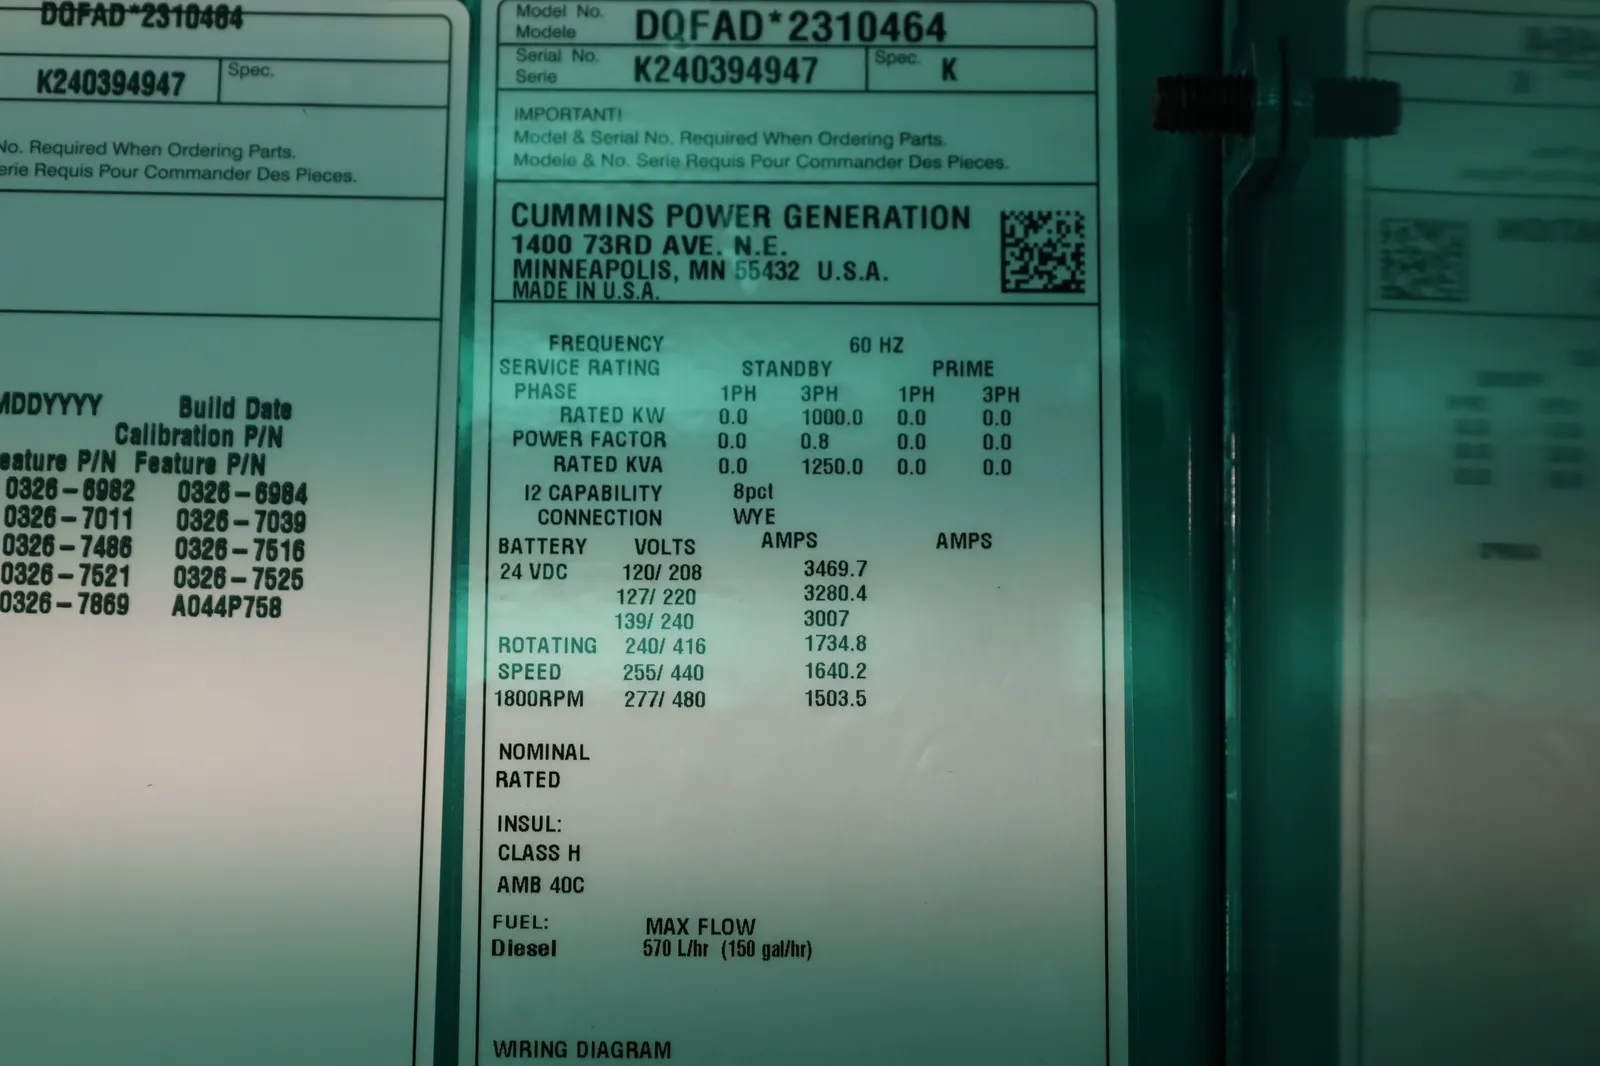 DQFAD*2310464
K240394947 Spec.
No. Required When Ordering Parts.
erie Requis Pour Commander Des Pieces.
MDDYYYY Build Date
Calibration P/N
eature P/N Feature P/N
0326-6982 0326-6984
0326-7011 0326-7039
0326-7486 0326-7516
0326-7521 0326-7525
0326-7869 A044P758
Model No.
Modele DQFAD*2310464
Serial No.
Serie K240394947 Spec. K
IMPORTANT!
Model & Serial No. Required When Ordering Parts.
Modele & No. Serie Requis Pour Commander Des Pieces.
CUMMINS POWER GENERATION
1400 73RD AVE. N.E.
MINNEAPOLIS, MN 55432 U.S.A.
MADE IN U.S.A.
FREQUENCY 60 HZ
SERVICE RATING STANDBY PRIME
PHASE 1PH 3PH 1PH 3PH
RATED KW 0.0 1000.0 0.0 0.0
POWER FACTOR 0.0 0.8 0.0 0.0
RATED KVA 0.0 1250.0 0.0 0.0
I2 CAPABILITY 8pct
CONNECTION WYE
BATTERY VOLTS AMPS AMPS
24 VDC 120/ 208 3469.7
127/ 220 3280.4
139/ 240 3007
ROTATING 240/ 416 1734.8
SPEED 255/ 440 1640.2
1800RPM 277/ 480 1503.5
NOMINAL
RATED
INSUL:
CLASS H
AMB 40C
FUEL: MAX FLOW
Diesel 570 L/hr (150 gal/hr)
WIRING DIAGRAM